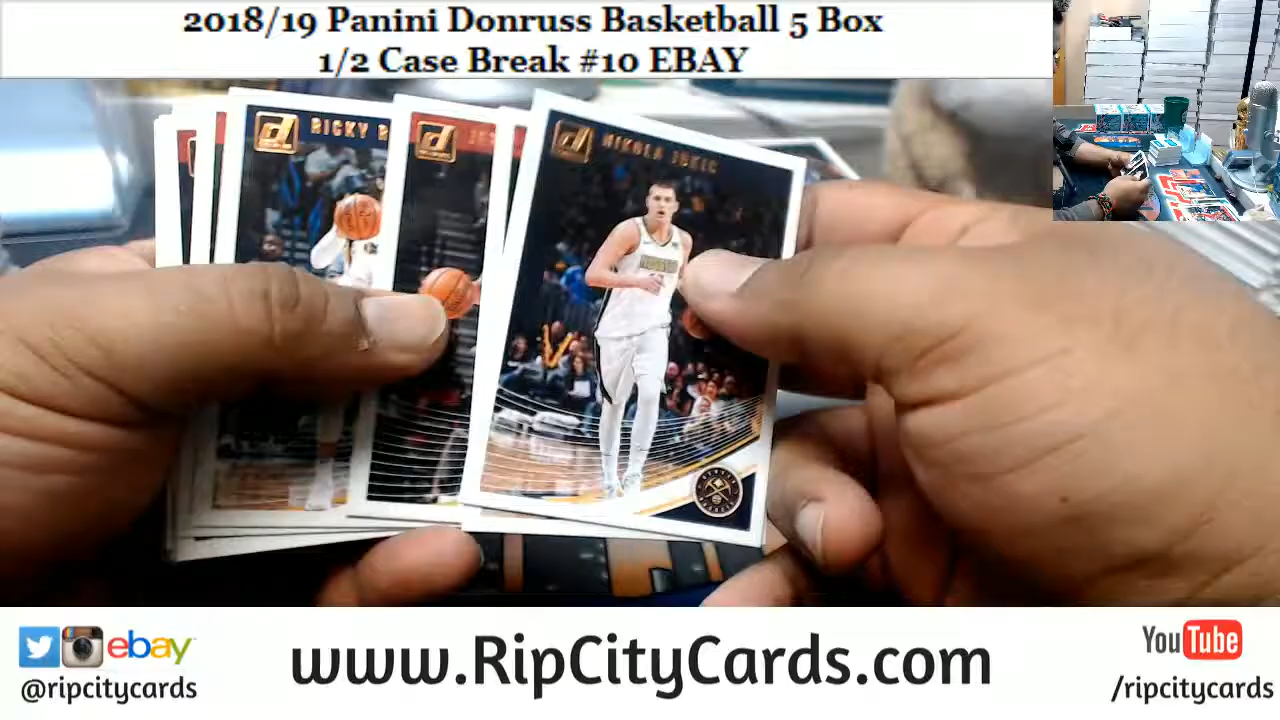 2018/19 Panini Donruss Basketball 5 Box
1/2 Case Break #10 EBAY
RICKY R
NIKOLA JOKIC
ebay
@ripcitycards
www.RipCityCards.com
YouTube
/ripcitycards